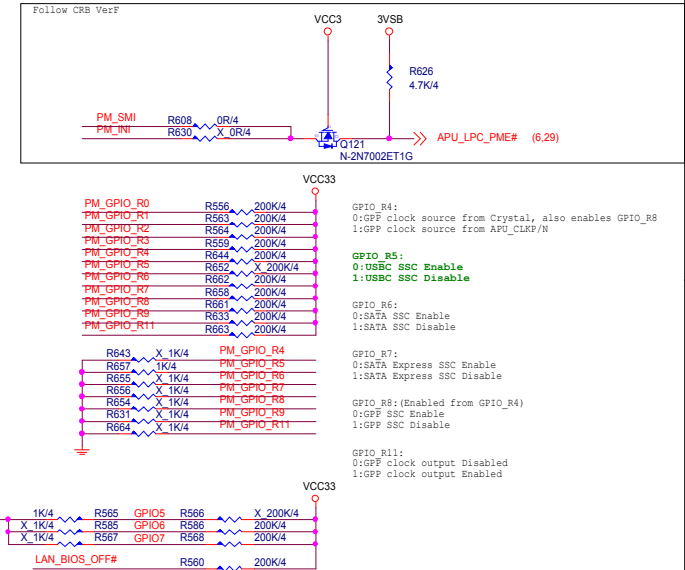 Follow CRB VerF
VCC3 3VSB
R626
4.7K/4
PM_SMI R608 0R/4
PM_INI R630 X_0R/4
APU_LPC_PME# (6,29)
Q121
N-2N7002ET1G
VCC33
PM_GPIO_R0 R556 200K/4
PM_GPIO_R1 R563 200K/4
PM_GPIO_R2 R564 200K/4
PM_GPIO_R3 R559 200K/4
PM_GPIO_R4 R644 200K/4
PM_GPIO_R5 R652 X_200K/4
PM_GPIO_R6 R662 200K/4
PM_GPIO_R7 R658 200K/4
PM_GPIO_R8 R661 200K/4
PM_GPIO_R9 R633 200K/4
PM_GPIO_R11 R663 200K/4
GPIO_R4:
0:GPP clock source from Crystal, also enables GPIO_R8
1:GPP clock source from APU_CLKP/N
GPIO_R5:
0:USBC SSC Enable
1:USBC SSC Disable
GPIO_R6:
0:SATA SSC Enable
1:SATA SSC Disable
GPIO_R7:
0:SATA Express SSC Enable
1:SATA Express SSC Disable
GPIO_R8:(Enabled from GPIO_R4)
0:GPP SSC Enable
1:GPP SSC Disable
GPIO_R11:
0:GPP clock output Disabled
1:GPP clock output Enabled
R643 X_1K/4 PM_GPIO_R4
R657 1K/4 PM_GPIO_R5
R655 X_1K/4 PM_GPIO_R6
R656 X_1K/4 PM_GPIO_R7
R654 X_1K/4 PM_GPIO_R8
R631 X_1K/4 PM_GPIO_R9
R664 X_1K/4 PM_GPIO_R11
VCC33
1K/4 R565 GPIO5 R566 X_200K/4
X_1K/4 R585 GPIO6 R586 200K/4
X_1K/4 R567 GPIO7 R568 200K/4
LAN_BIOS_OFF# R560 200K/4